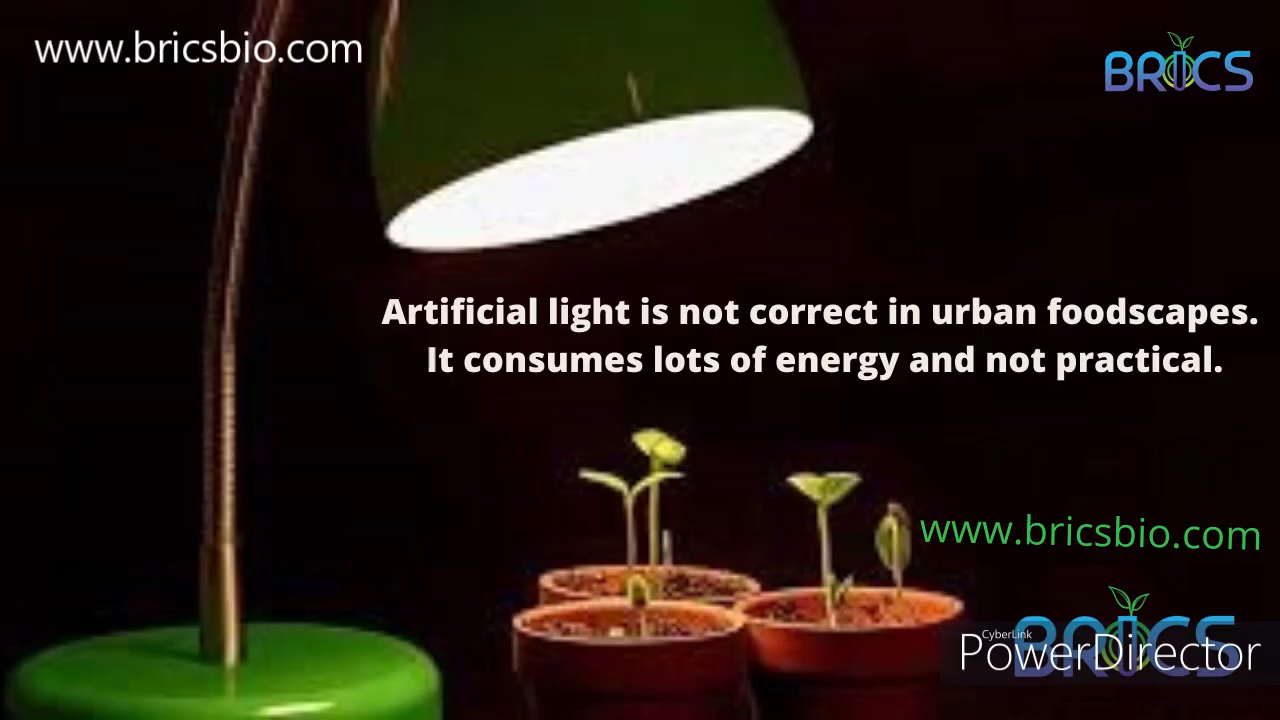 www.bricsbio.com
BRICS
Artificial light is not correct in urban foodscapes.
It consumes lots of energy and not practical.
www.bricsbio.com
BRICS
CyberLink
PowerDirector